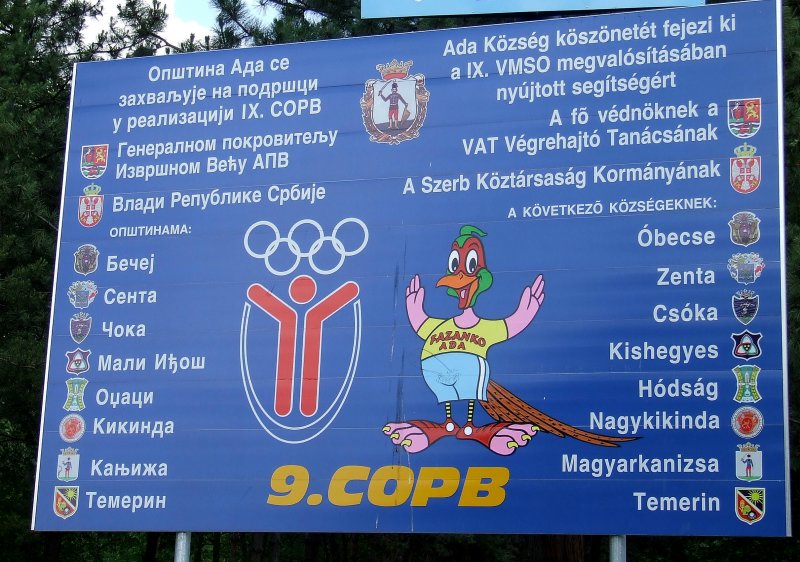 Општина Ада се
захваљује на подршци
у реализацији IX. СОРВ
Генералном покровитељу
Извршном Већу АПВ
Влади Републике Србије
ОПШТИНАМА:
Бечеј
Сента
Чока
Мали Иђош
Оџаци
Кикинда
Кањижа
Темерин
Ada Község köszönetét fejezi ki
a IX. VMSO megvalósításában
nyújtott segítségért
A fő védnöknek a
VAT Végrehajtó Tanácsának
A Szerb Köztársaság Kormányának
A KÖVETKEZŐ KÖZSÉGEKNEK:
Óbecse
Zenta
Csóka
Kishegyes
Hódság
Nagykikinda
Magyarkanizsa
Temerin
FAZANKO
ADA
9.СОРВ